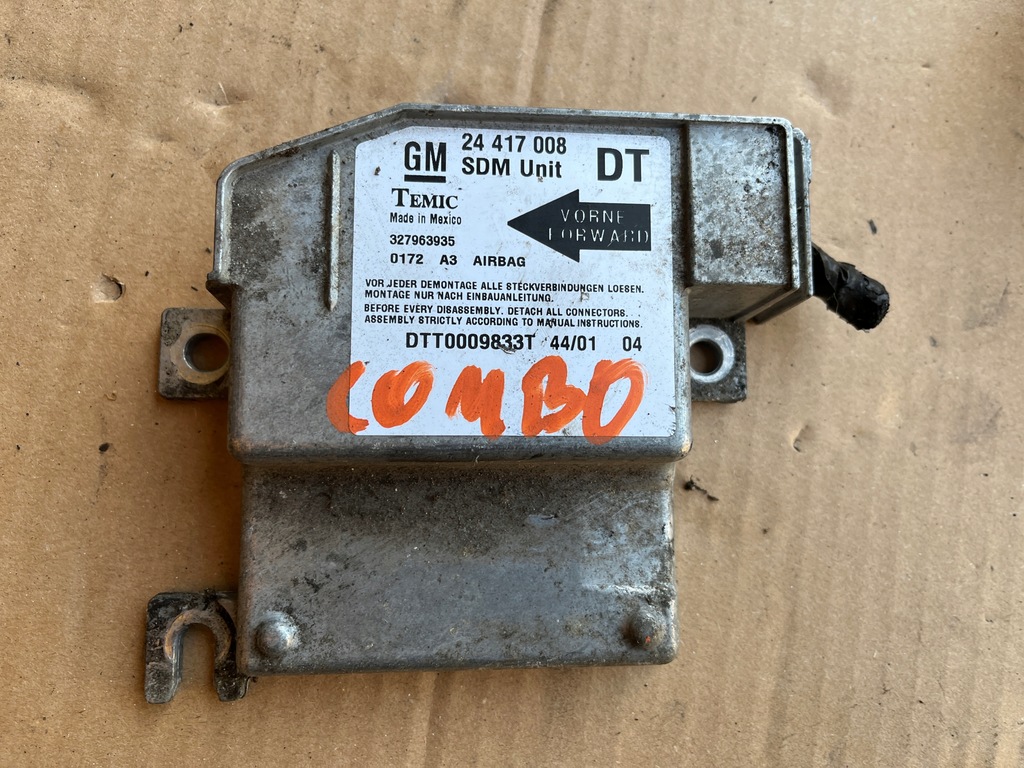 GM 24 417 008 DT
SDM Unit
TEMIC
Made in Mexico
VORNE
FORWARD
327963935
0172 A3 AIRBAG
VOR JEDER DEMONTAGE ALLE STECKVERBINDUNGEN LOESEN.
MONTAGE NUR NACH EINBAUANLEITUNG.
BEFORE EVERY DISASSEMBLY. DETACH ALL CONNECTORS.
ASSEMBLY STRICTLY ACCORDING TO MANUAL INSTRUCTIONS.
DTT0009833T 44/01 04
COMBO